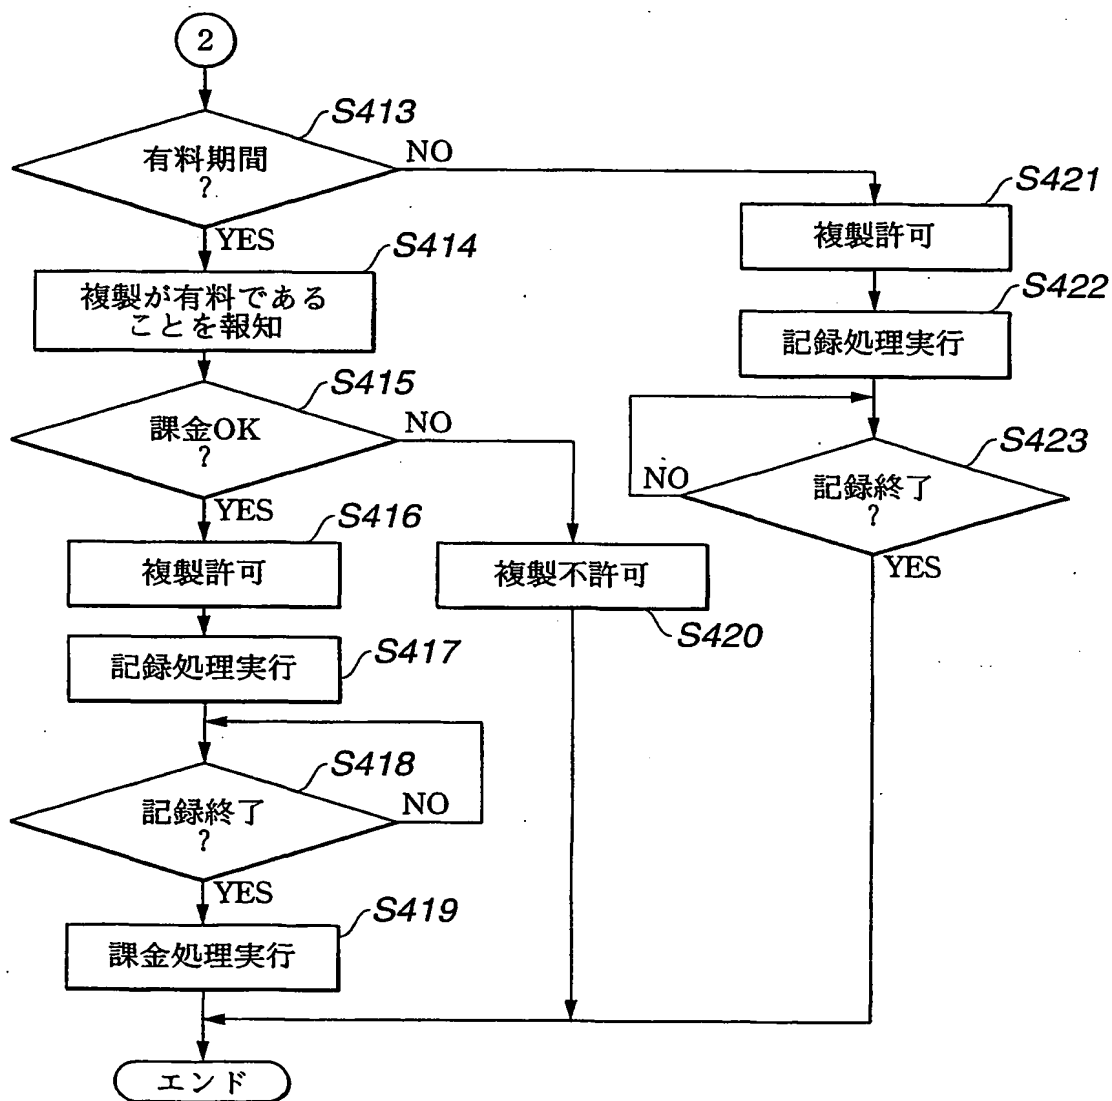 2
S413
有料期間
?
NO
YES
S414
複製が有料である
ことを報知
S415
課金OK
?
NO
YES
S416
複製許可
S417
記録処理実行
S418
記録終了
?
NO
YES
S419
課金処理実行
複製不許可
S420
S421
複製許可
S422
記録処理実行
S423
記録終了
?
NO
YES
エンド